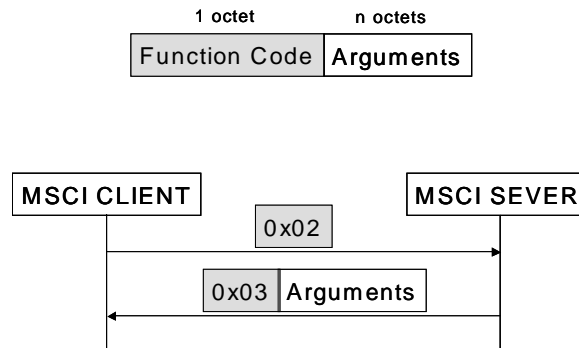 1 octet n octets
Function Code Arguments
MSCI CLIENT MSCI SEVER
0x02
0x03 Arguments